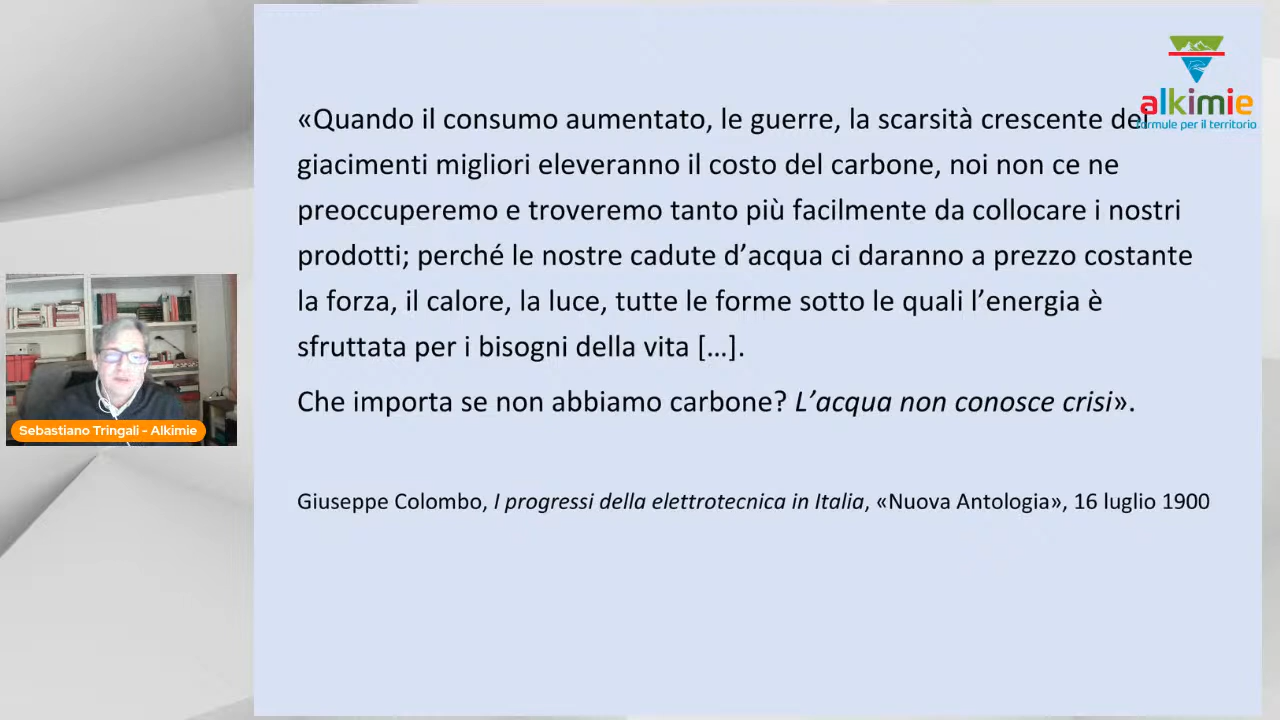 «Quando il consumo aumentato, le guerre, la scarsità crescente dei
giacimenti migliori eleveranno il costo del carbone, noi non ce ne
preoccuperemo e troveremo tanto più facilmente da collocare i nostri
prodotti; perché le nostre cadute d’acqua ci daranno a prezzo costante
la forza, il calore, la luce, tutte le forme sotto le quali l’energia è
sfruttata per i bisogni della vita […].
Che importa se non abbiamo carbone? L’acqua non conosce crisi».
Giuseppe Colombo, I progressi della elettrotecnica in Italia, «Nuova Antologia», 16 luglio 1900
alkimie
formule per il territorio
Sebastiano Tringali - Alkimie